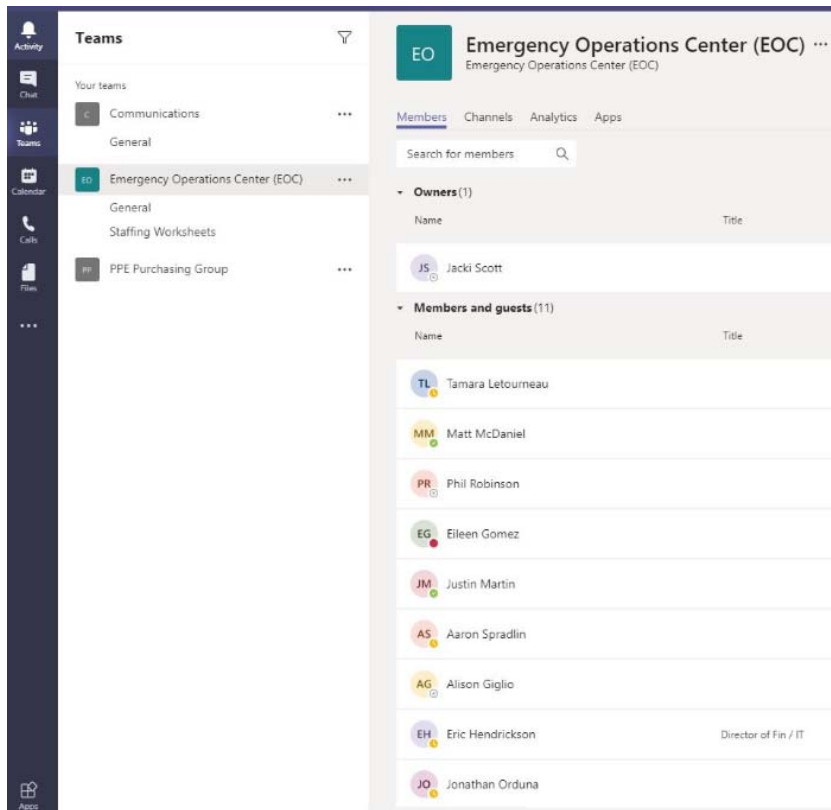 Activity
Chat
Teams
Calendar
Calls
Files
Apps
Teams
Your teams
C Communications
General
EO Emergency Operations Center (EOC)
General
Staffing Worksheets
PP PPE Purchasing Group
EO Emergency Operations Center (EOC)
Emergency Operations Center (EOC)
Members Channels Analytics Apps
Search for members
Owners (1)
Name Title
JS Jacki Scott
Members and guests (11)
Name Title
TL Tamara Letourneau
MM Matt McDaniel
PR Phil Robinson
EG Eileen Gomez
JM Justin Martin
AS Aaron Spradlin
AG Alison Giglio
EH Eric Hendrickson Director of Fin / IT
JO Jonathan Orduna